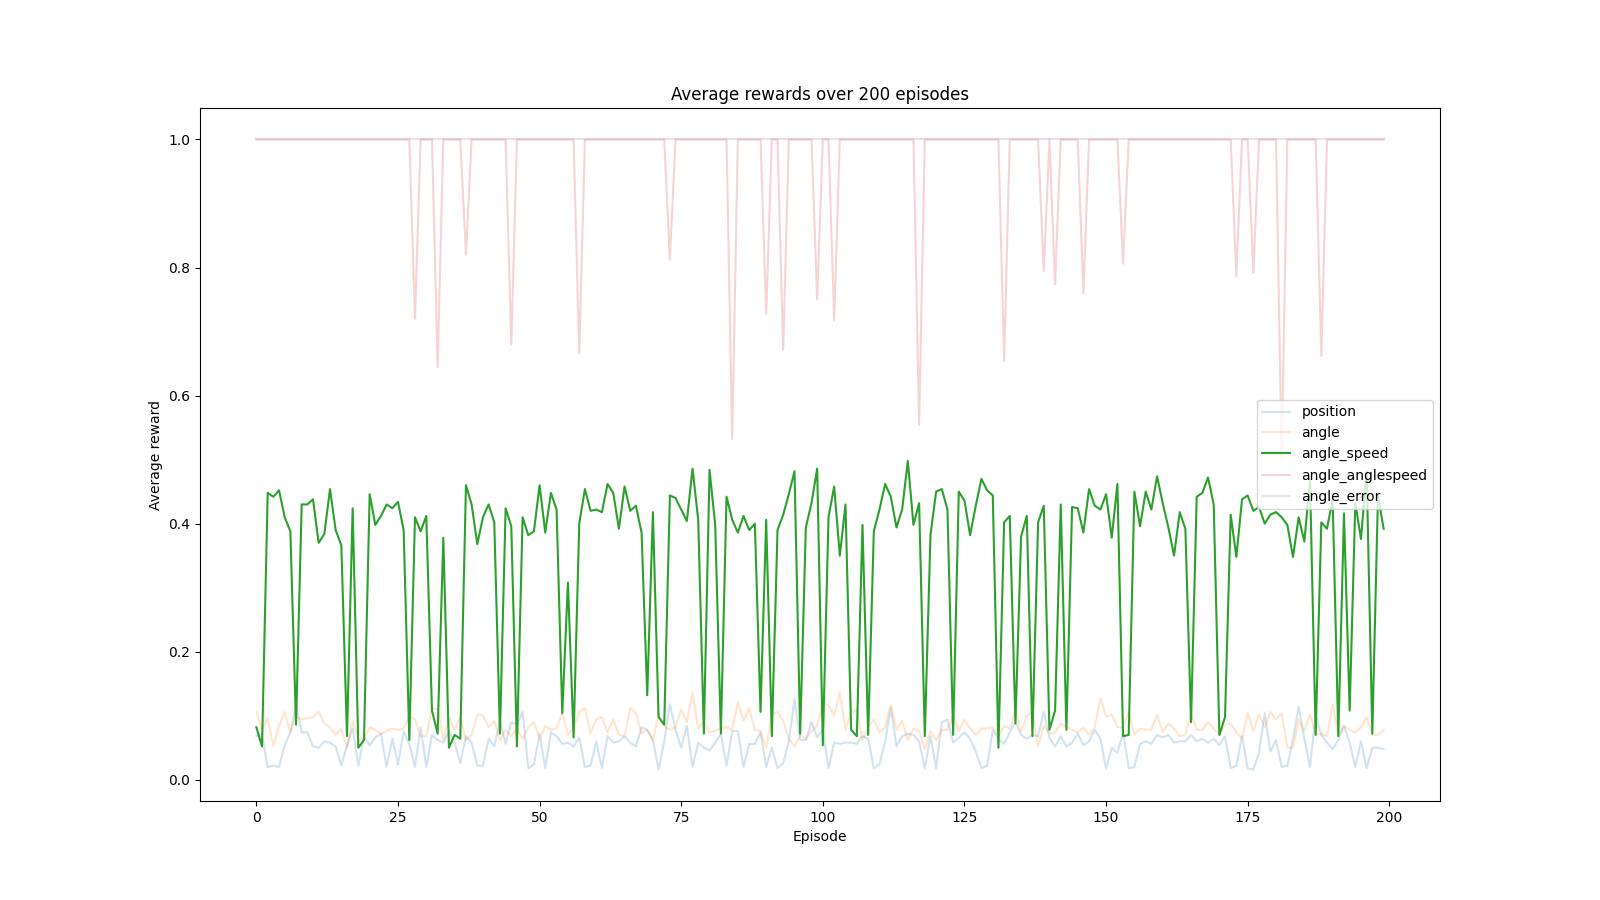 Average rewards over 200 episodes
Average reward
1.0
0.8
0.6
0.4
0.2
0.0
position
angle
angle_speed
angle_anglespeed
angle_error
0 25 50 75 100 125 150 175 200
Episode